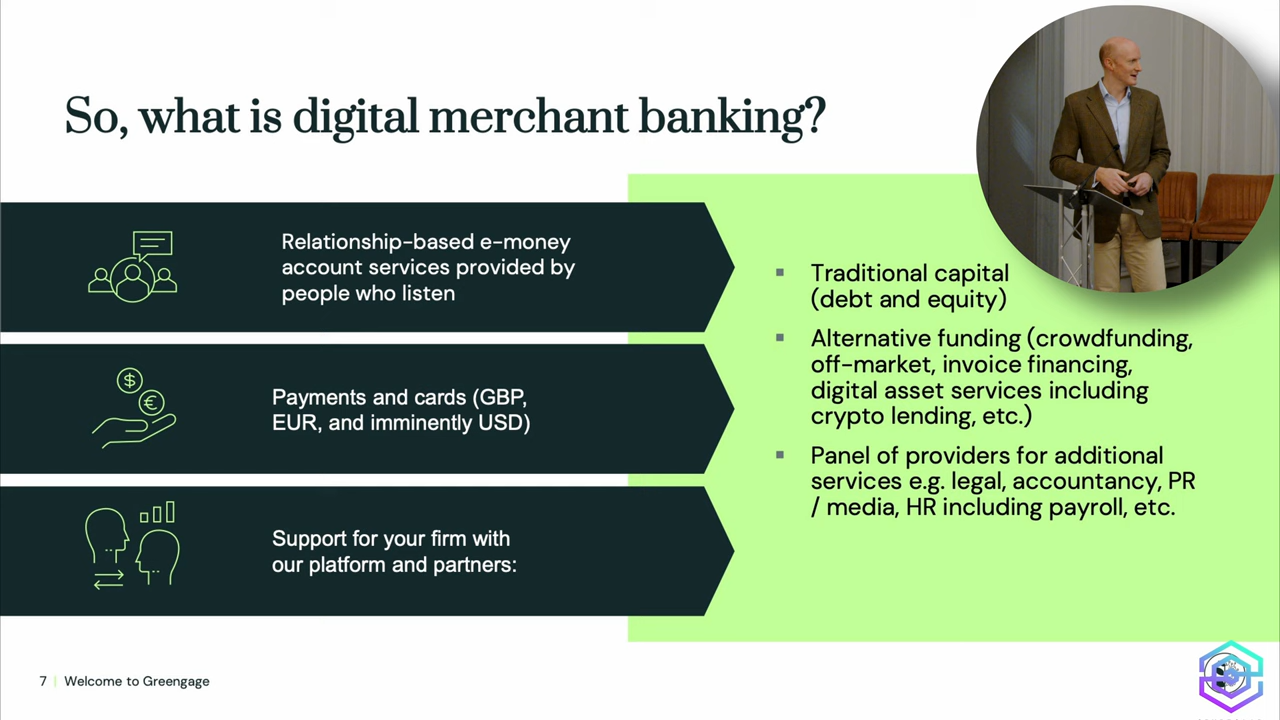 So, what is digital merchant banking?
Relationship-based e-money
account services provided by
people who listen
Payments and cards (GBP,
EUR, and imminently USD)
Support for your firm with
our platform and partners:
Traditional capital
(debt and equity)
Alternative funding (crowdfunding,
off-market, invoice financing,
digital asset services including
crypto lending, etc.)
Panel of providers for additional
services e.g. legal, accountancy, PR
/ media, HR including payroll, etc.
7 | Welcome to Greengage